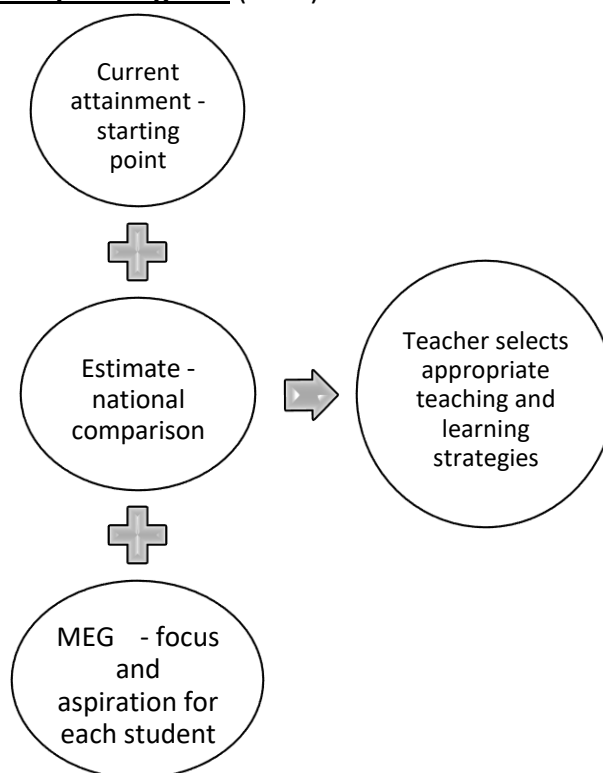 Current
attainment -
starting
point
Estimate -
national
comparison
Teacher selects
appropriate
teaching and
learning
strategies
MEG - focus
and
aspiration for
each student